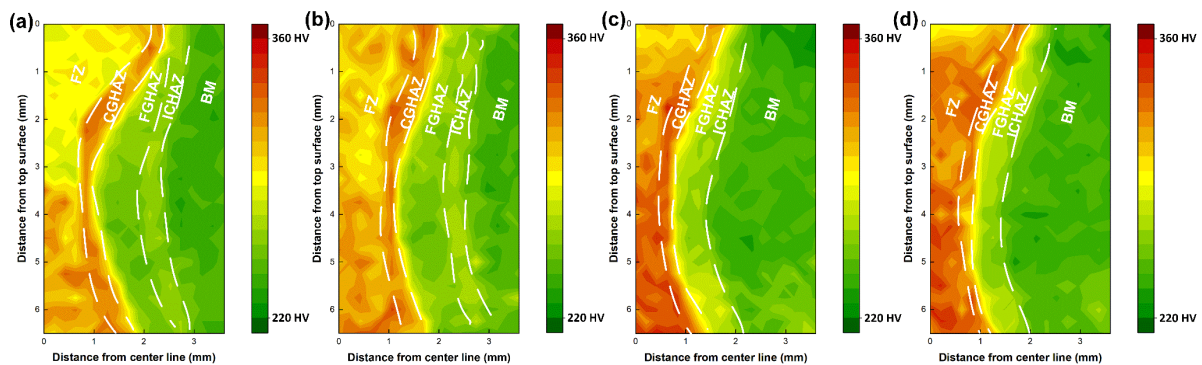 (a)
0
1
2
3
4
5
6
Distance from top surface (mm)
0
1
2
3
Distance from center line (mm)
FZ
CGHAZ
FGHAZ
ICHAZ
BM
360 HV
220 HV
(b)
0
1
2
3
4
5
6
Distance from top surface (mm)
0
1
2
3
Distance from center line (mm)
FZ
CGHAZ
FGHAZ
ICHAZ
BM
360 HV
220 HV
(c)
0
1
2
3
4
5
6
Distance from top surface (mm)
0
1
2
3
Distance from center line (mm)
FZ
CGHAZ
FGHAZ
ICHAZ
BM
360 HV
220 HV
(d)
0
1
2
3
4
5
6
Distance from top surface (mm)
0
1
2
3
Distance from center line (mm)
FZ
CGHAZ
FGHAZ
ICHAZ
BM
360 HV
220 HV